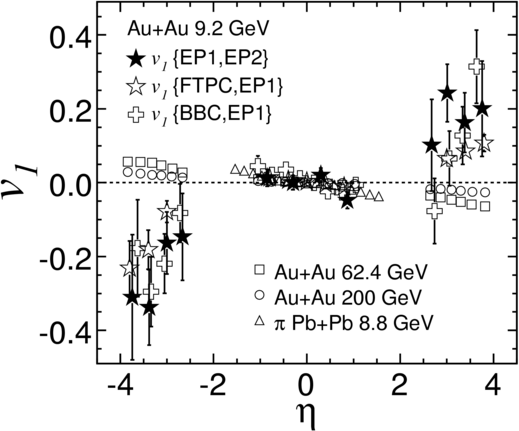 Au+Au 9.2 GeV
v1 {EP1,EP2}
v1 {FTPC,EP1}
v1 {BBC,EP1}
0.4
0.2
0.0
-0.2
-0.4
v1
Au+Au 62.4 GeV
Au+Au 200 GeV
π Pb+Pb 8.8 GeV
-4 -2 0 2 4
η